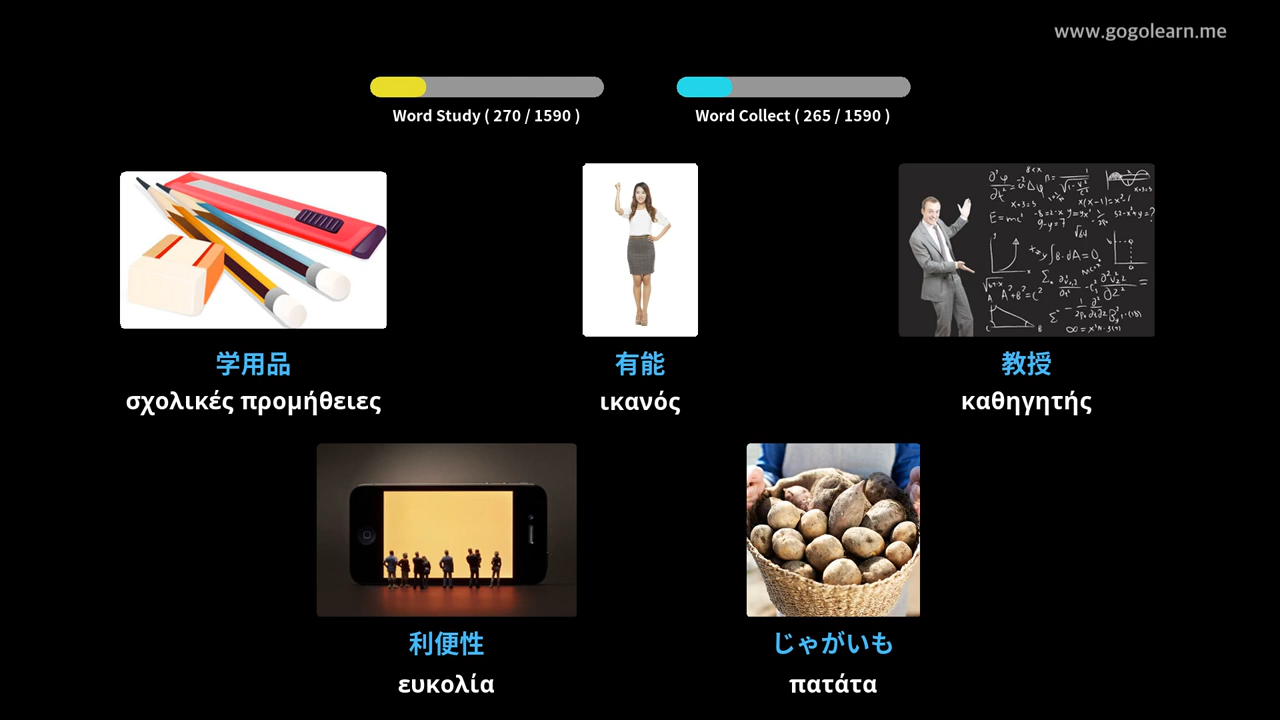 www.gogolearn.me
Word Study ( 270 / 1590 )
Word Collect ( 265 / 1590 )
学用品
有能
教授
σχολικές προμήθειες
ικανός
καθηγητής
利便性
じゃがいも
ευκολία
πατάτα